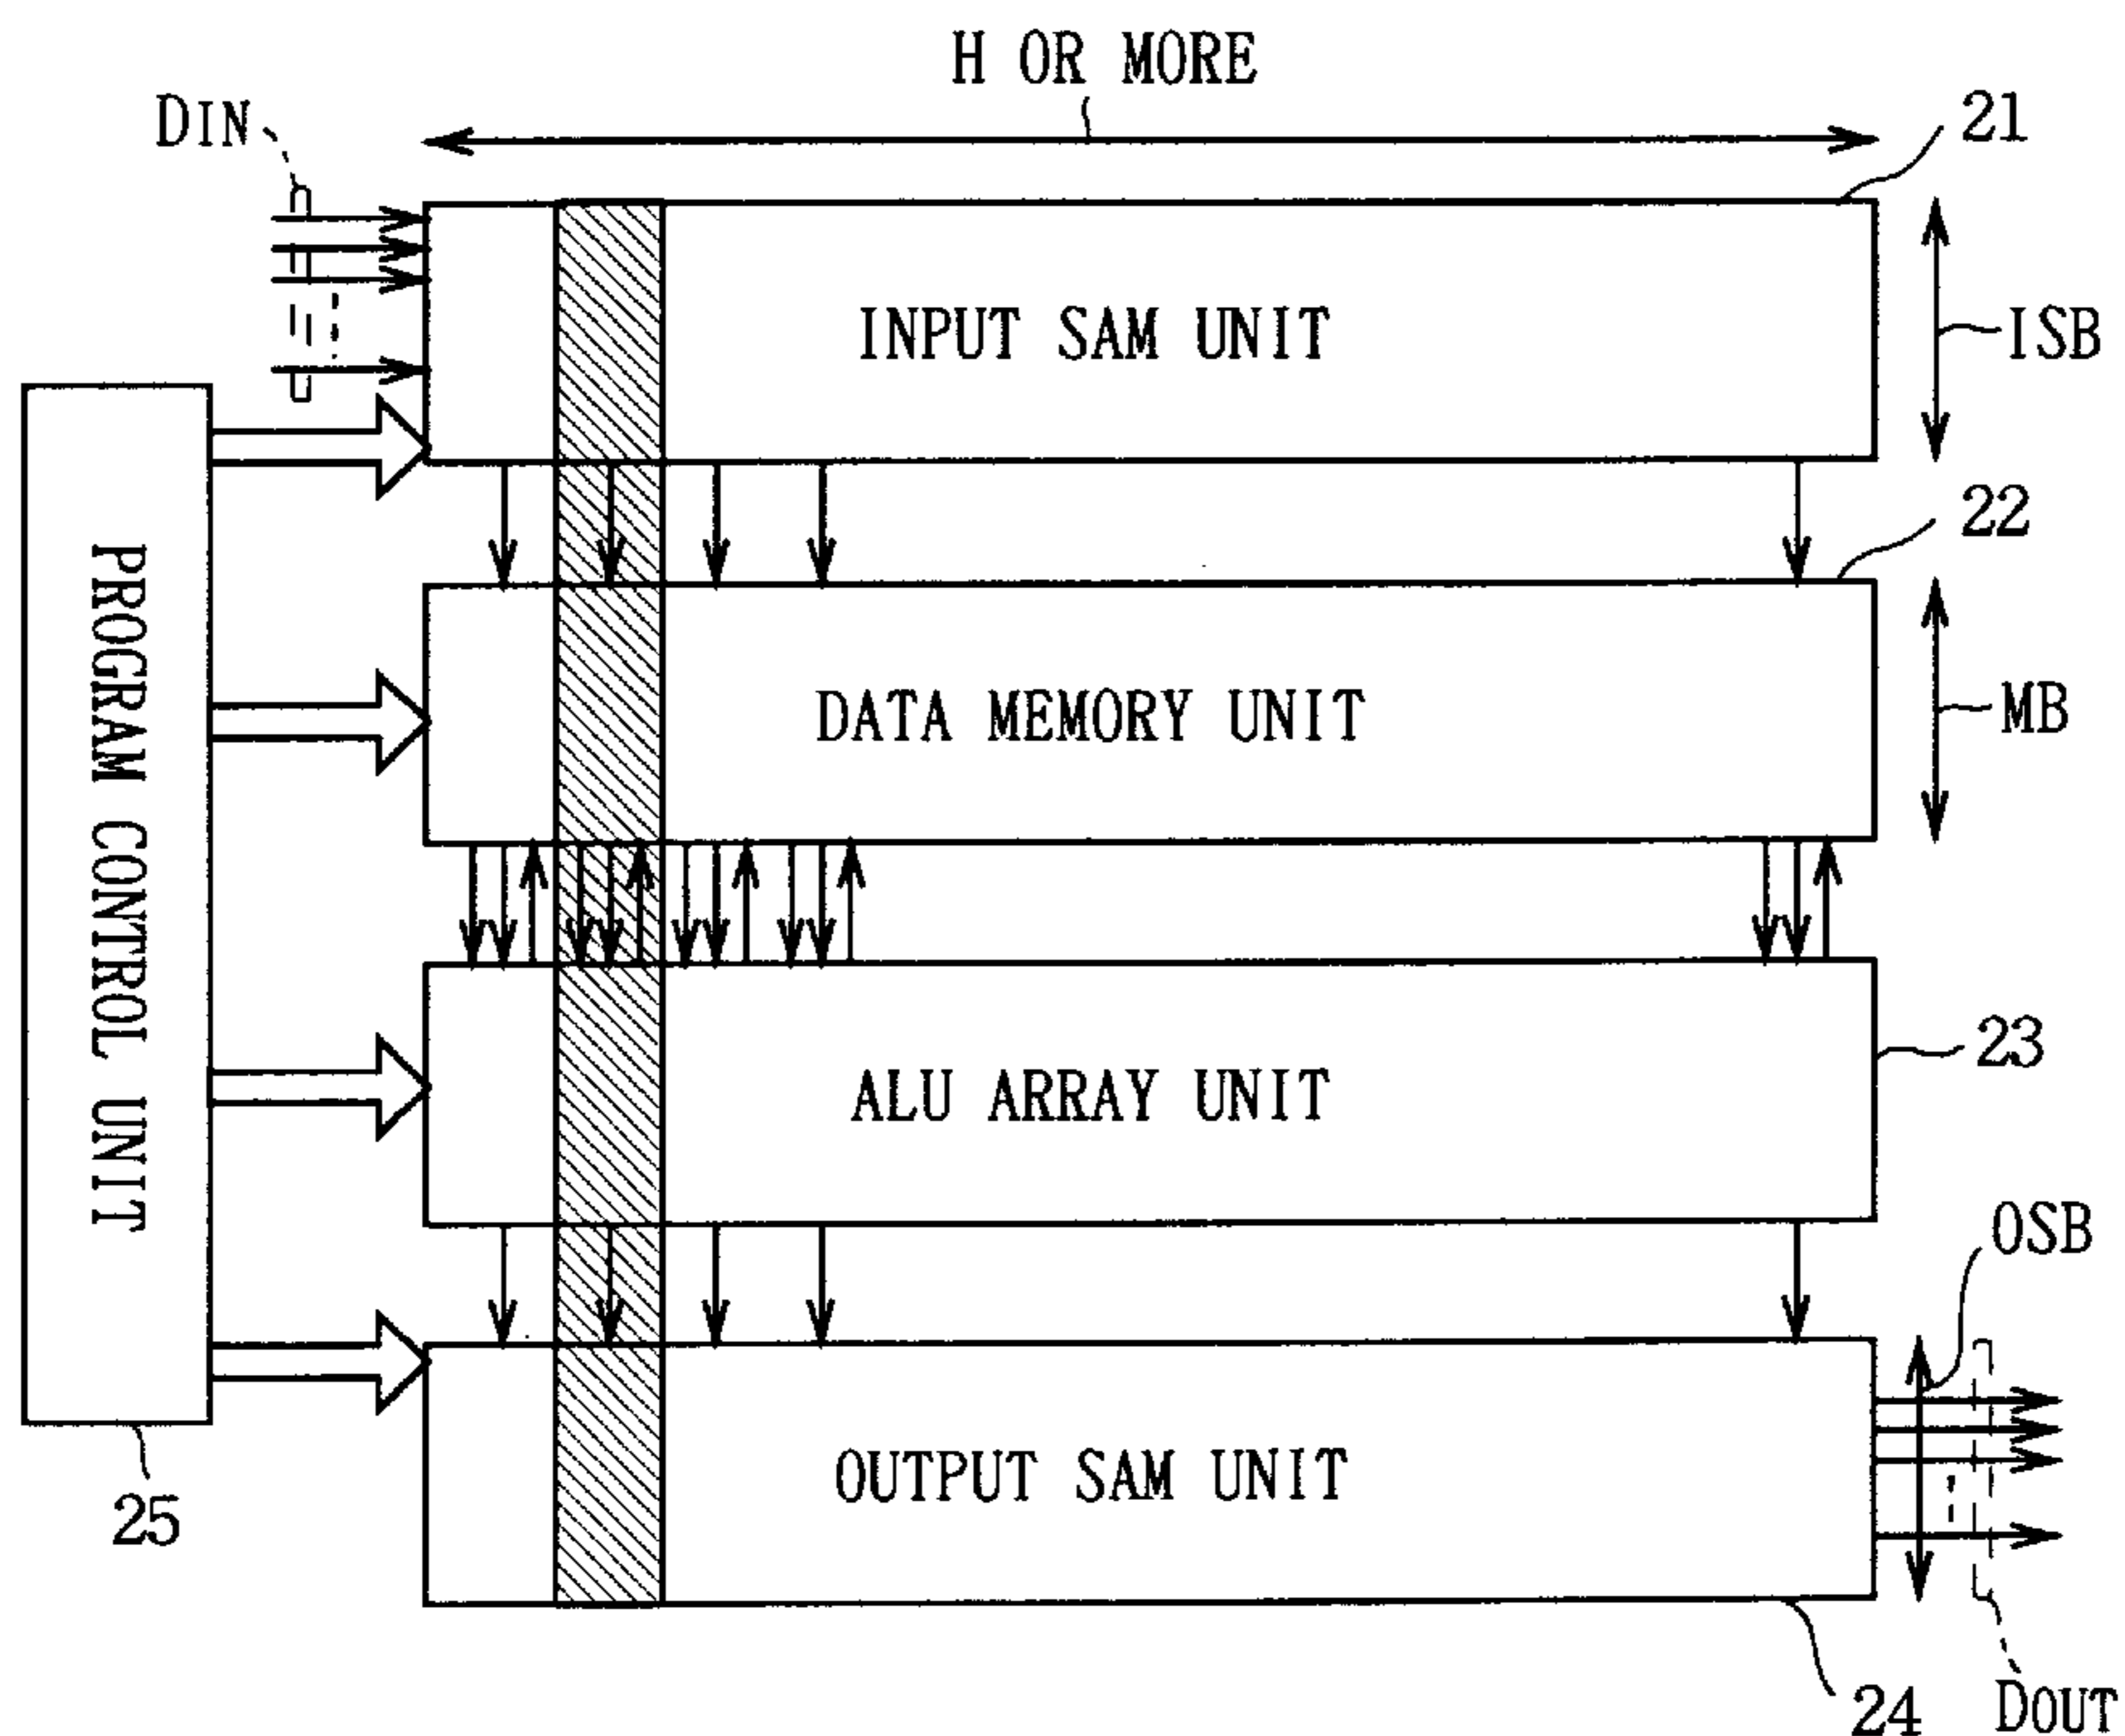 H OR MORE
DIN
21
INPUT SAM UNIT
ISB
22
DATA MEMORY UNIT
MB
PROGRAM CONTROL UNIT
23
ALU ARRAY UNIT
OSB
OUTPUT SAM UNIT
25
24
DOUT